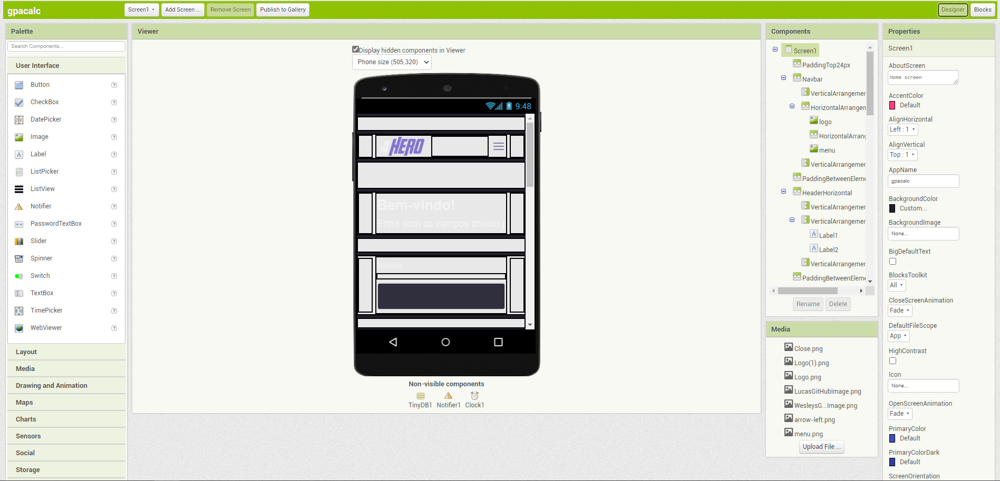 gpacalc
Screen1
Add Screen ...
Remove Screen
Publish to Gallery
Designer
Blocks
Palette
Search Components...
User Interface
Button
CheckBox
DatePicker
Image
Label
ListPicker
ListView
Notifier
PasswordTextBox
Slider
Spinner
Switch
TextBox
TimePicker
WebViewer
Layout
Media
Drawing and Animation
Maps
Charts
Sensors
Social
Storage
Viewer
Display hidden components in Viewer
Phone size (505,320)
9:48
HERO
Bem-vindo!
Entre com os campos abaixo p
Matéria
Non-visible components
TinyDB1
Notifier1
Clock1
Components
Screen1
PaddingTop24px
Navbar
VerticalArrangemer
HorizontalArrangen
logo
HorizontalArrang
menu
VerticalArrangemer
PaddingBetweenEleme
HeaderHorizontal
VerticalArrangemer
VerticalArrangemer
Label1
Label2
VerticalArrangemer
PaddingBetweenEleme
Rename
Delete
Media
Close.png
Logo(1).png
Logo.png
LucasGitHubImage.png
WesleysG...Image.png
arrow-left.png
menu.png
Upload File ...
Properties
Screen1
AboutScreen
Home screen
AccentColor
Default
AlignHorizontal
Left : 1
AlignVertical
Top : 1
AppName
gpacalc
BackgroundColor
Custom...
BackgroundImage
None...
BigDefaultText
BlocksToolkit
All
CloseScreenAnimation
Fade
DefaultFileScope
App
HighContrast
Icon
None...
OpenScreenAnimation
Fade
PrimaryColor
Default
PrimaryColorDark
Default
ScreenOrientation